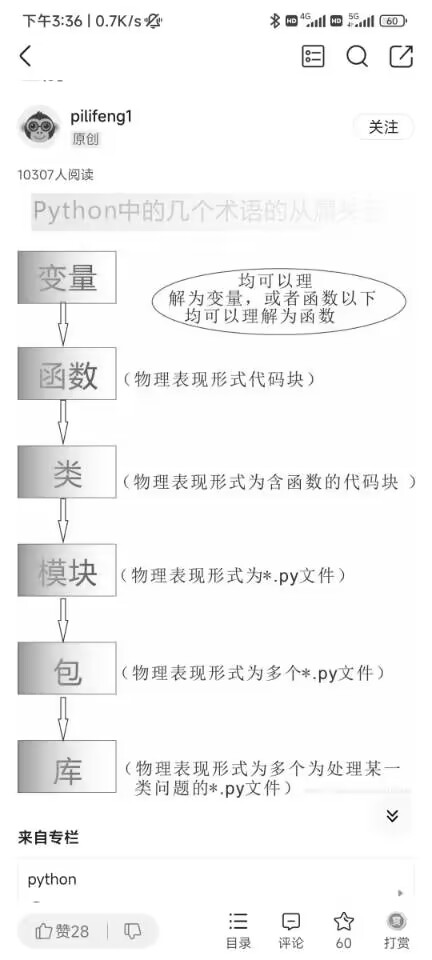 下午3:36 | 0.7K/s
4G
5G
60
pilifeng1
原创
关注
10307人阅读
Python中的几个术语的从属关
变量
均可以理
解为变量，或者函数以下
均可以理解为函数
函数
(物理表现形式代码块)
类
(物理表现形式为含函数的代码块 )
模块
(物理表现形式为*.py文件)
包
(物理表现形式为多个*.py文件)
库
(物理表现形式为多个为处理某一
类问题的*.py文件)
来自专栏
python
赞28
目录
评论
60
打赏